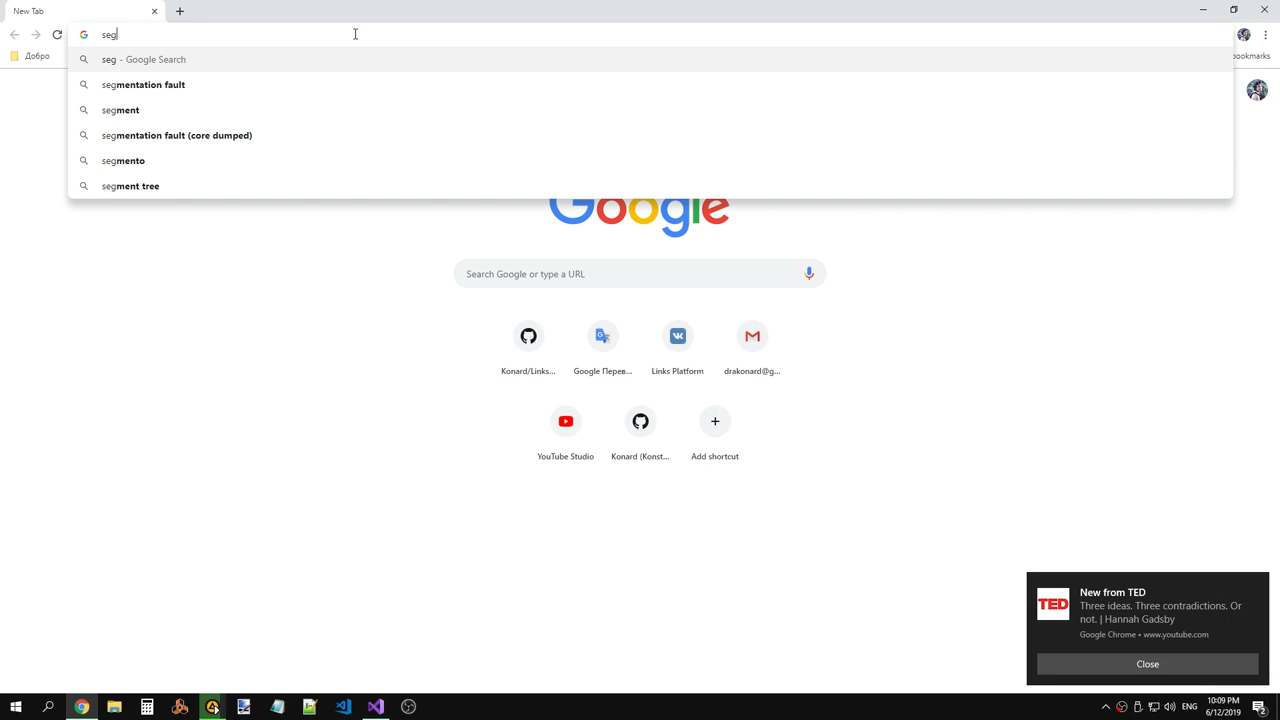 New Tab
seg
Добро
bookmarks
seg - Google Search
segmentation fault
segment
segmentation fault (core dumped)
segmento
segment tree
Google
Search Google or type a URL
Konard/Links...
Google Перев...
Links Platform
drakonard@g...
YouTube Studio
Konard (Konst...
Add shortcut
TED
New from TED
Three ideas. Three contradictions. Or
not. | Hannah Gadsby
Google Chrome • www.youtube.com
Close
ENG
10:09 PM
6/12/2019
2